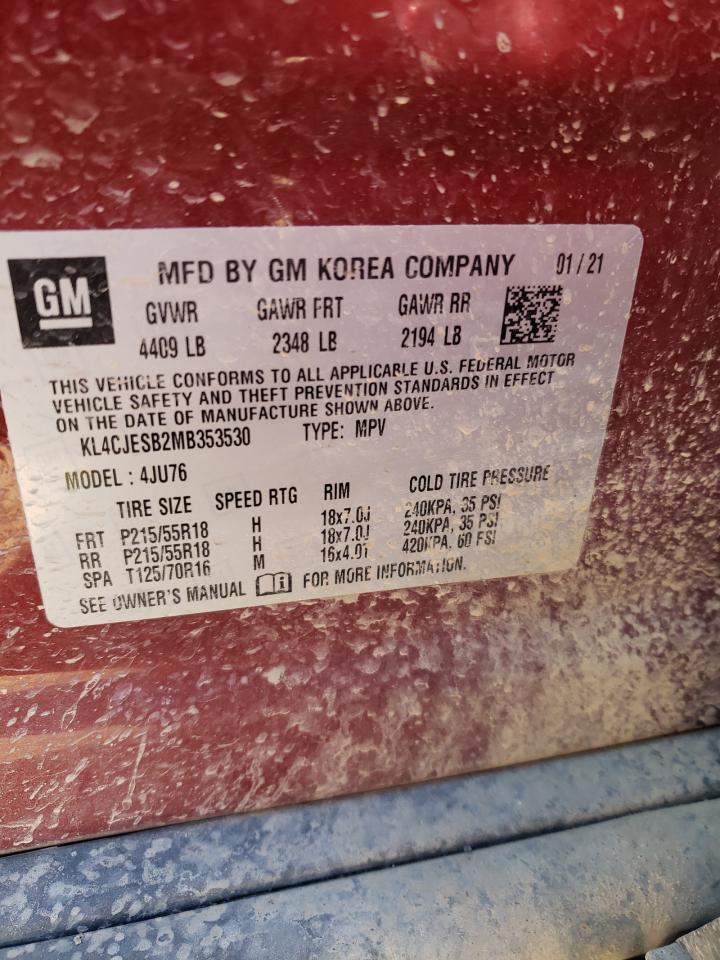 GM
MFD BY GM KOREA COMPANY 01/21
GVWR GAWR FRT GAWR RR
4409 LB 2348 LB 2194 LB
THIS VEHICLE CONFORMS TO ALL APPLICABLE U.S. FEDERAL MOTOR
VEHICLE SAFETY AND THEFT PREVENTION STANDARDS IN EFFECT
ON THE DATE OF MANUFACTURE SHOWN ABOVE.
KL4CJESB2MB353530 TYPE: MPV
MODEL : 4JU76
TIRE SIZE SPEED RTG RIM COLD TIRE PRESSURE
FRT P215/55R18 H 18x7.0J 240KPA, 35 PSI
RR P215/55R18 H 18x7.0J 240KPA, 35 PSI
SPA T125/70R16 M 16x4.0T 420KPA, 60 PSI
SEE OWNER'S MANUAL FOR MORE INFORMATION.